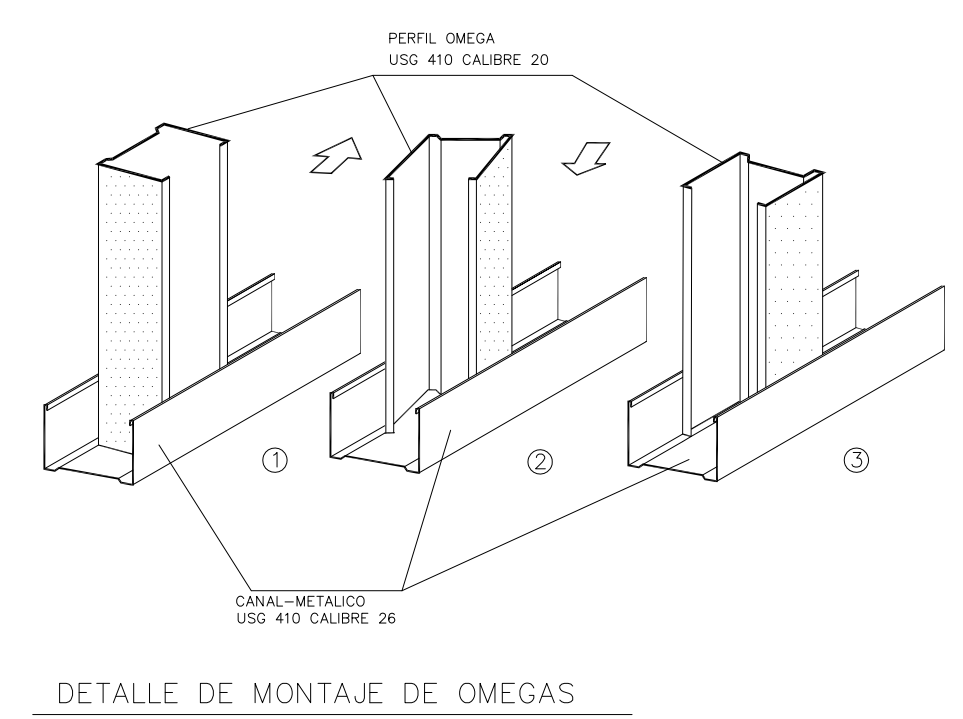 PERFIL OMEGA
USG 410 CALIBRE 20
1
2
3
CANAL-METALICO
USG 410 CALIBRE 26
DETALLE DE MONTAJE DE OMEGAS